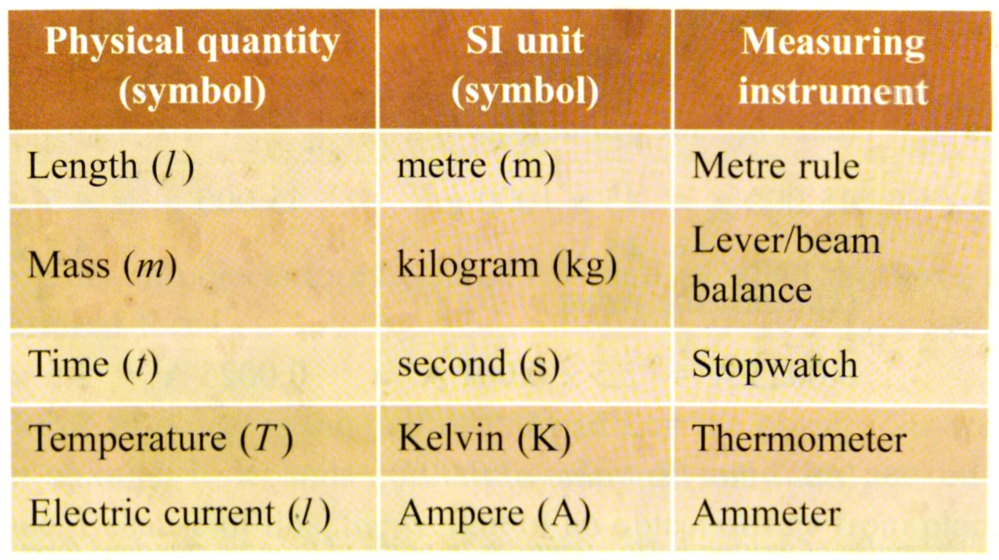 Physical quantity
(symbol)
SI unit
(symbol)
Measuring
instrument
Length (l)
metre (m)
Metre rule
Mass (m)
kilogram (kg)
Lever/beam
balance
Time (t)
second (s)
Stopwatch
Temperature (T)
Kelvin (K)
Thermometer
Electric current (l)
Ampere (A)
Ammeter